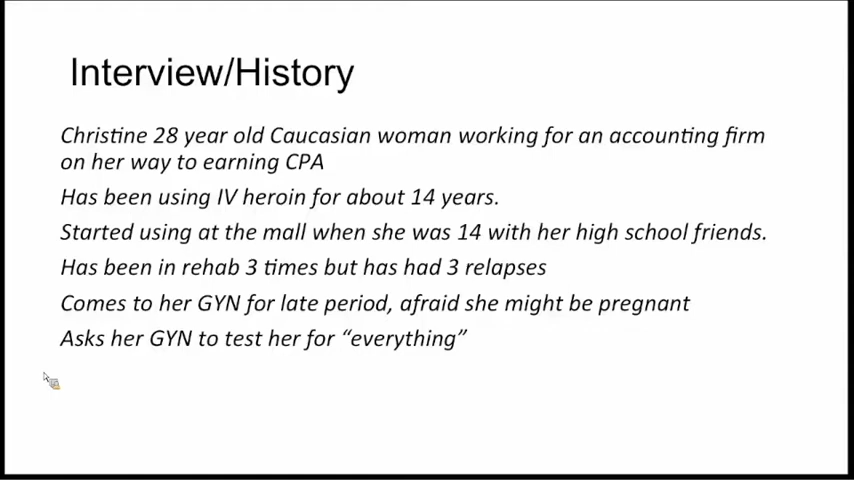 Interview/History
Christine 28 year old Caucasian woman working for an accounting firm
on her way to earning CPA
Has been using IV heroin for about 14 years.
Started using at the mall when she was 14 with her high school friends.
Has been in rehab 3 times but has had 3 relapses
Comes to her GYN for late period, afraid she might be pregnant
Asks her GYN to test her for “everything”